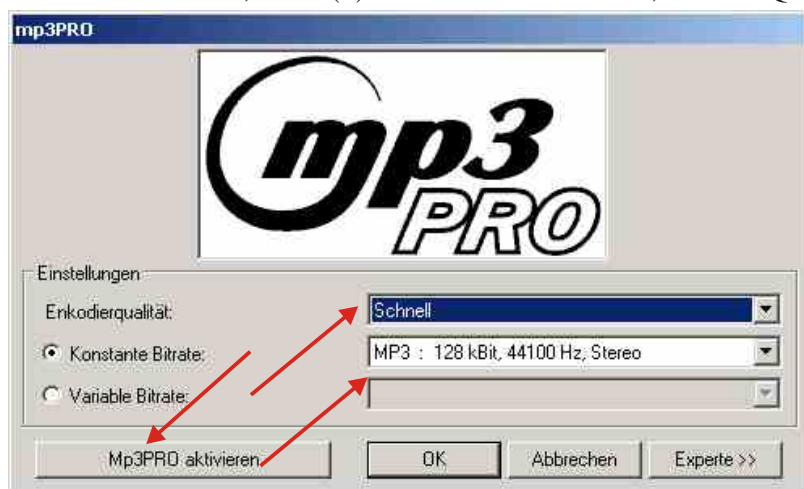 mp3PRO
mp3
PRO
Einstellungen
Enkodierqualität: Schnell
Konstante Bitrate: MP3 : 128 kBit, 44100 Hz, Stereo
Variable Bitrate:
Mp3PRO aktivieren OK Abbrechen Experte >>